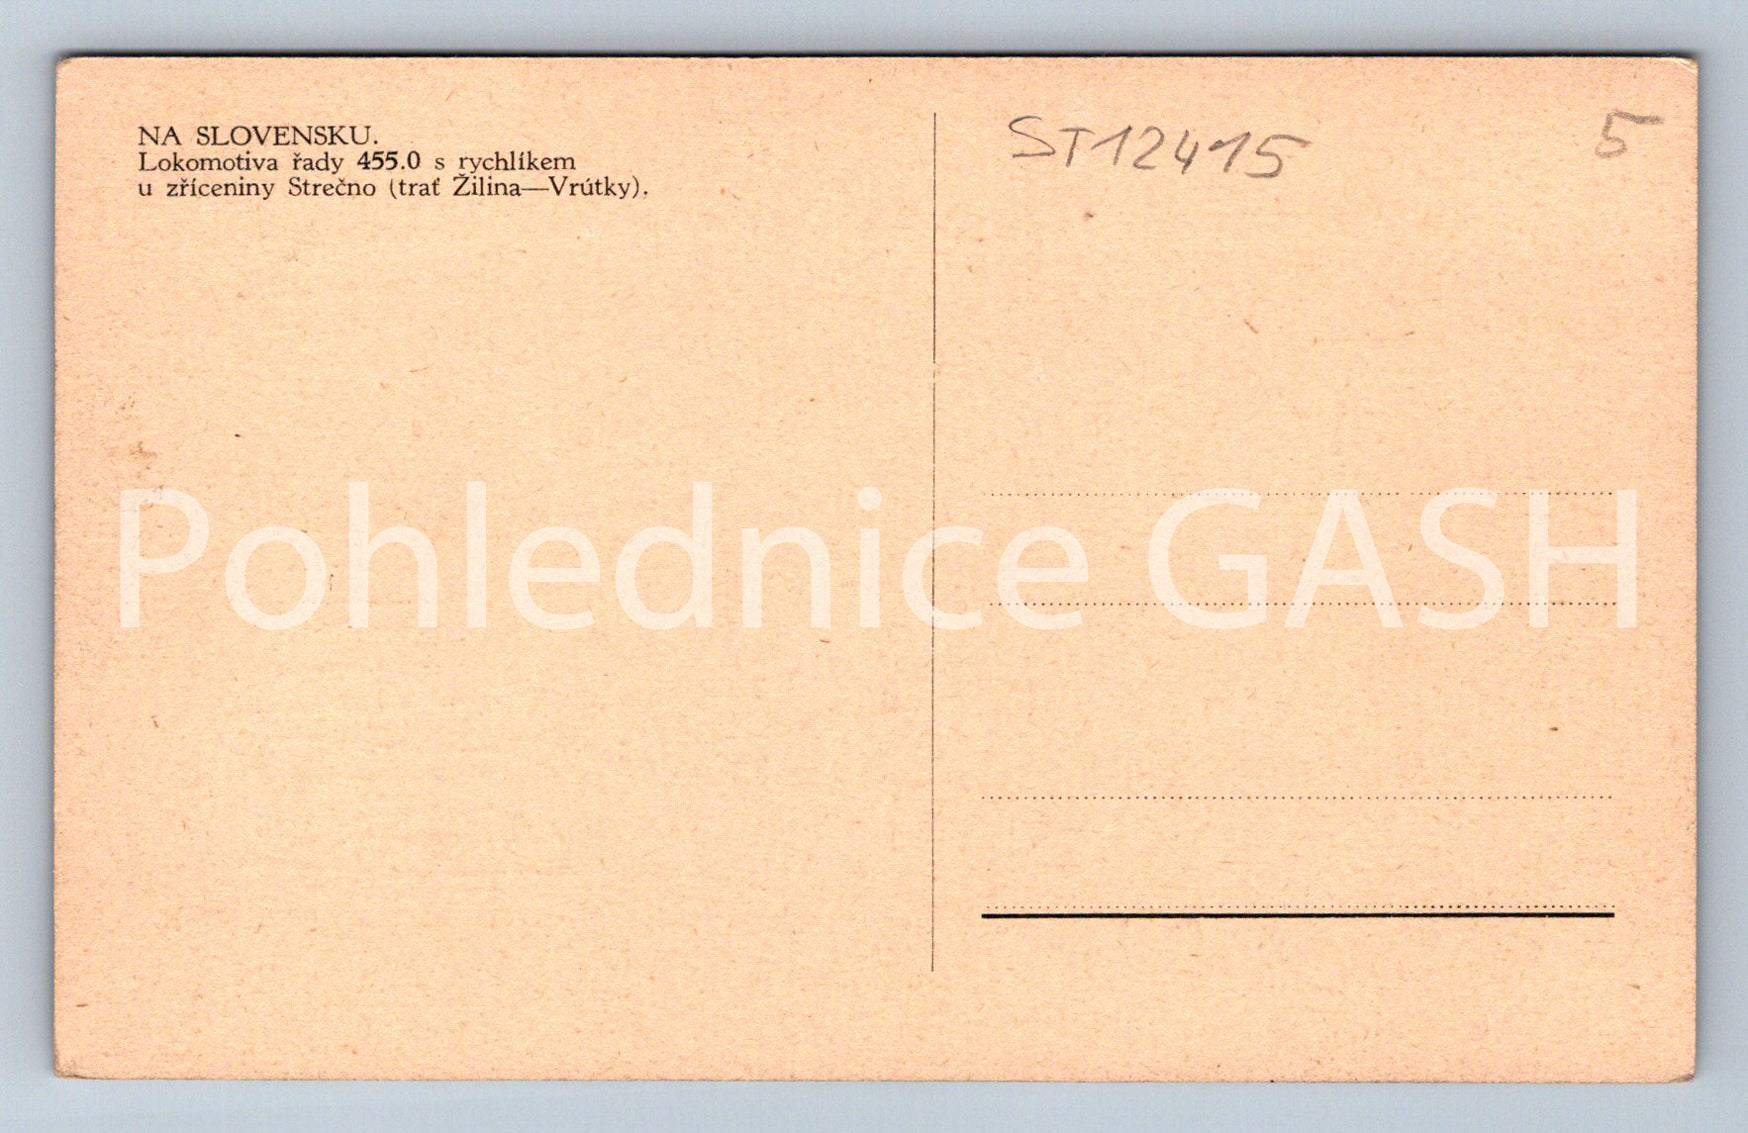 NA SLOVENSKU.
Lokomotiva řady 455.0 s rychlíkem
u zříceniny Strečno (trať Žilina—Vrútky).
ST12415
5
Pohlednice GASH